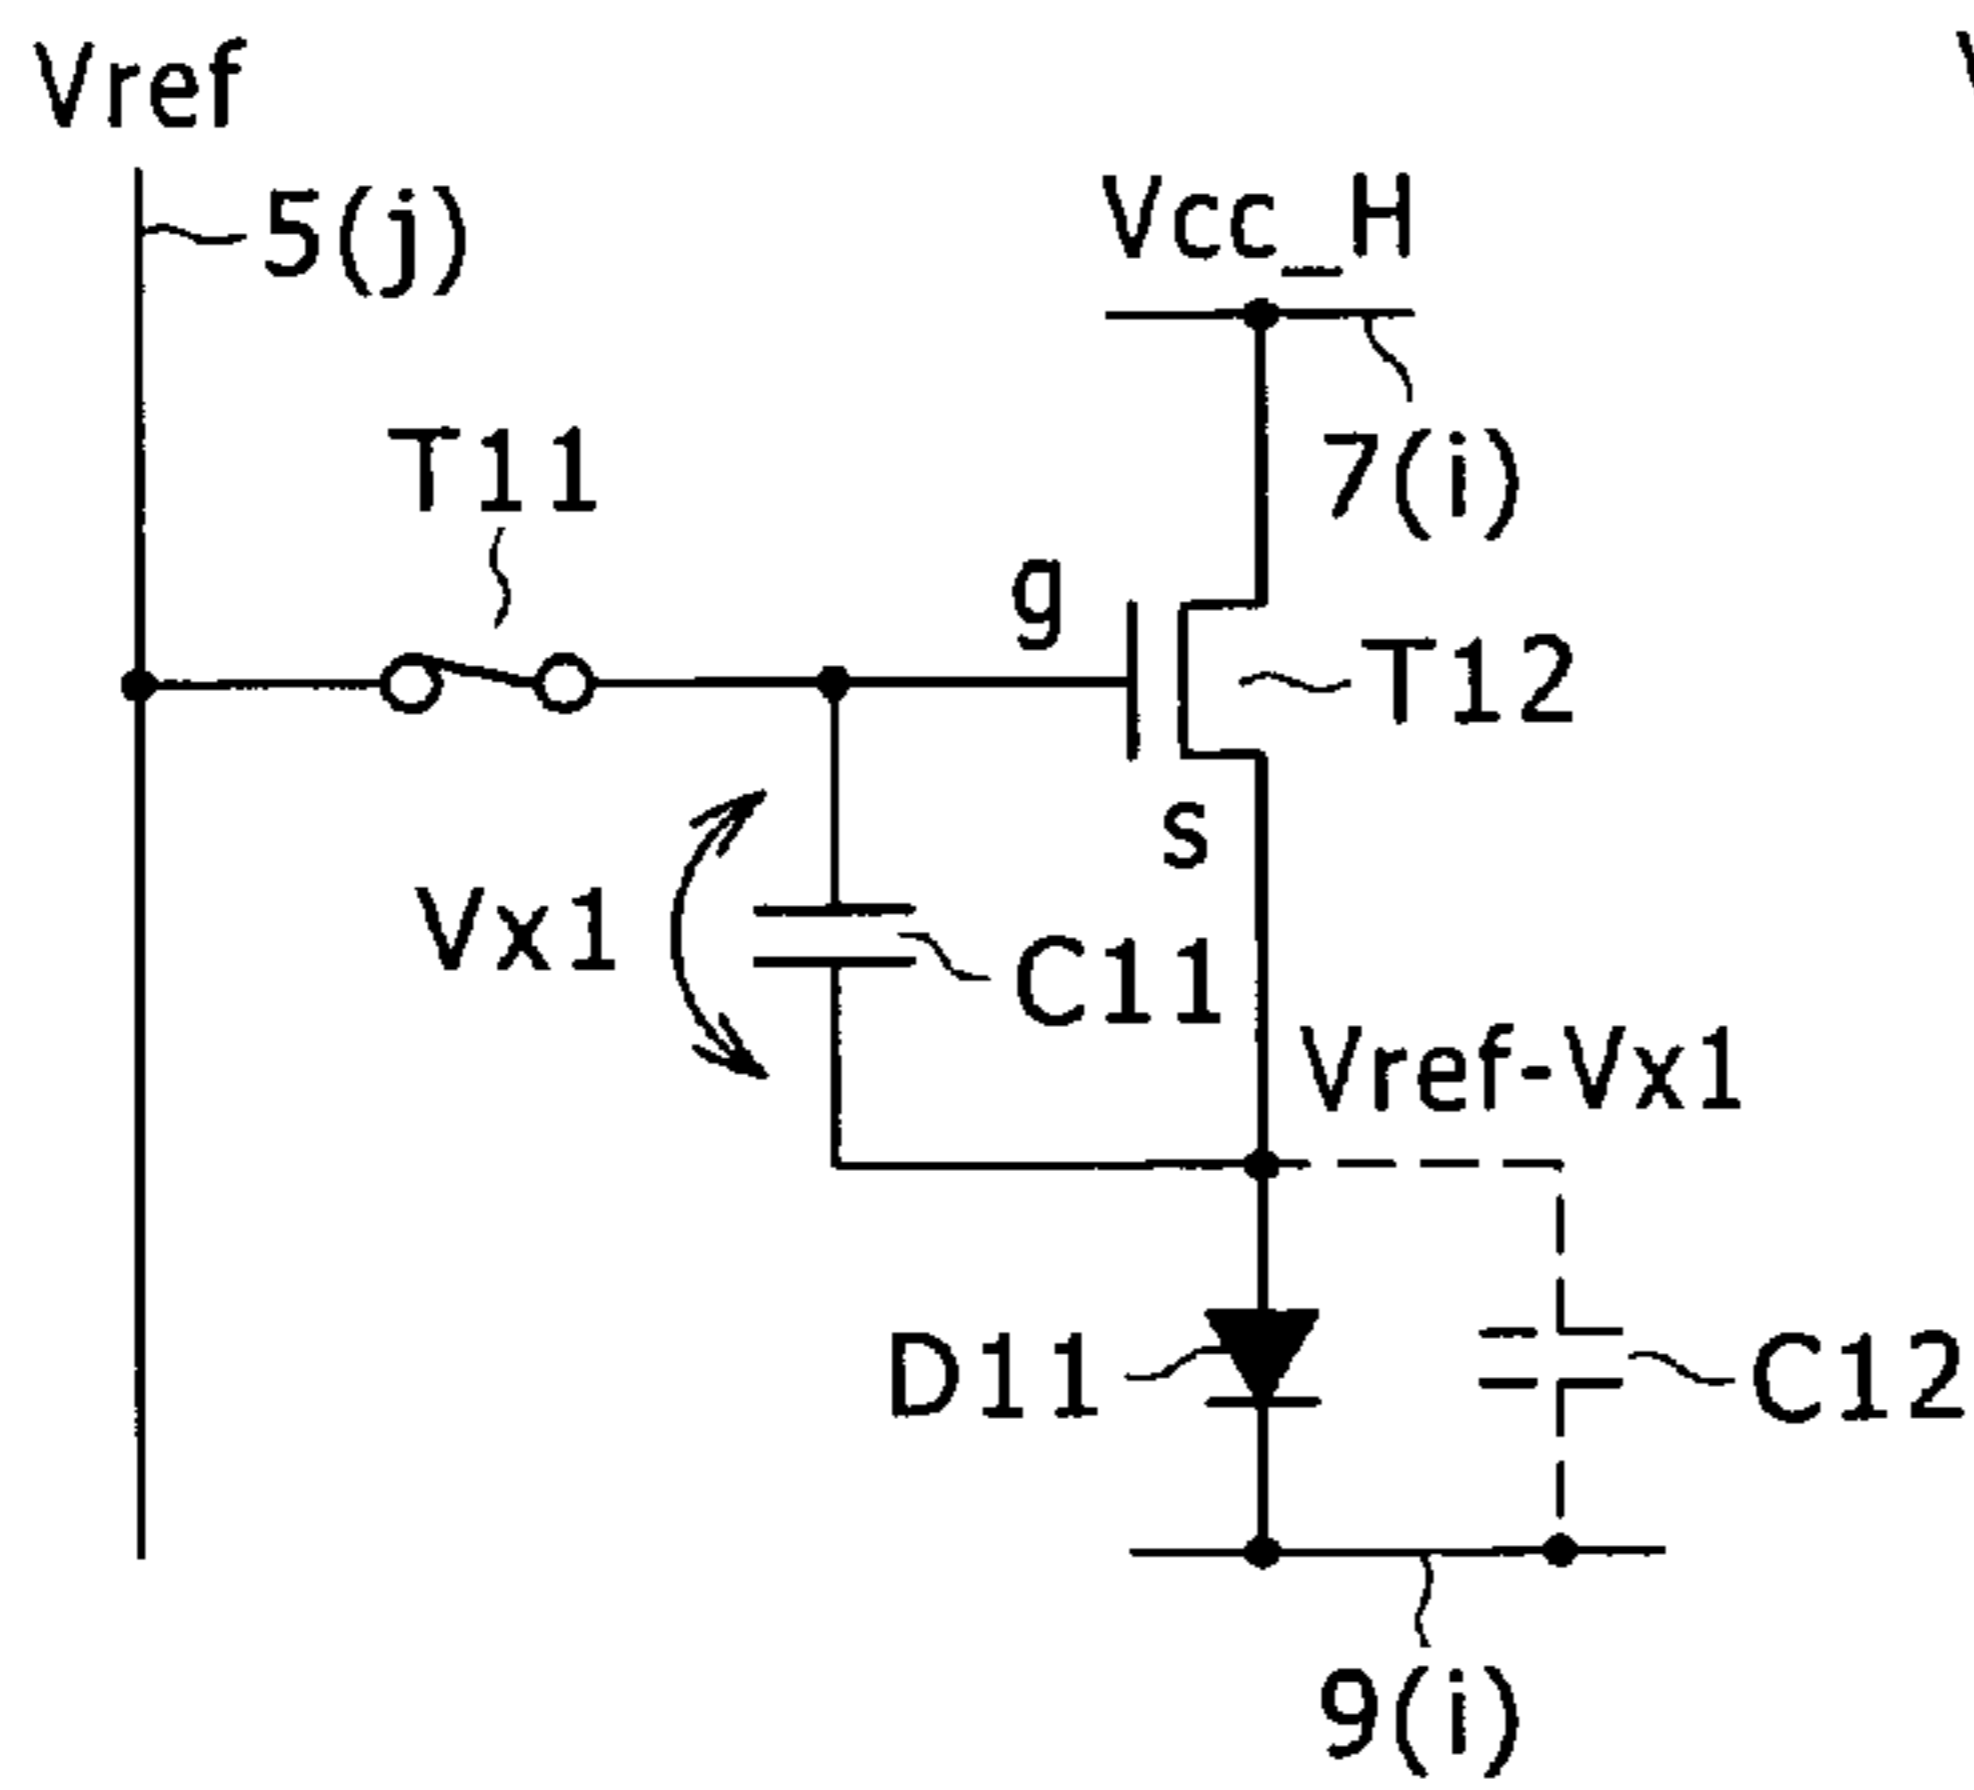 Vref
5(j)
Vcc_H
7(i)
T11
g
T12
s
Vx1
C11
Vref-Vx1
D11
C12
9(i)